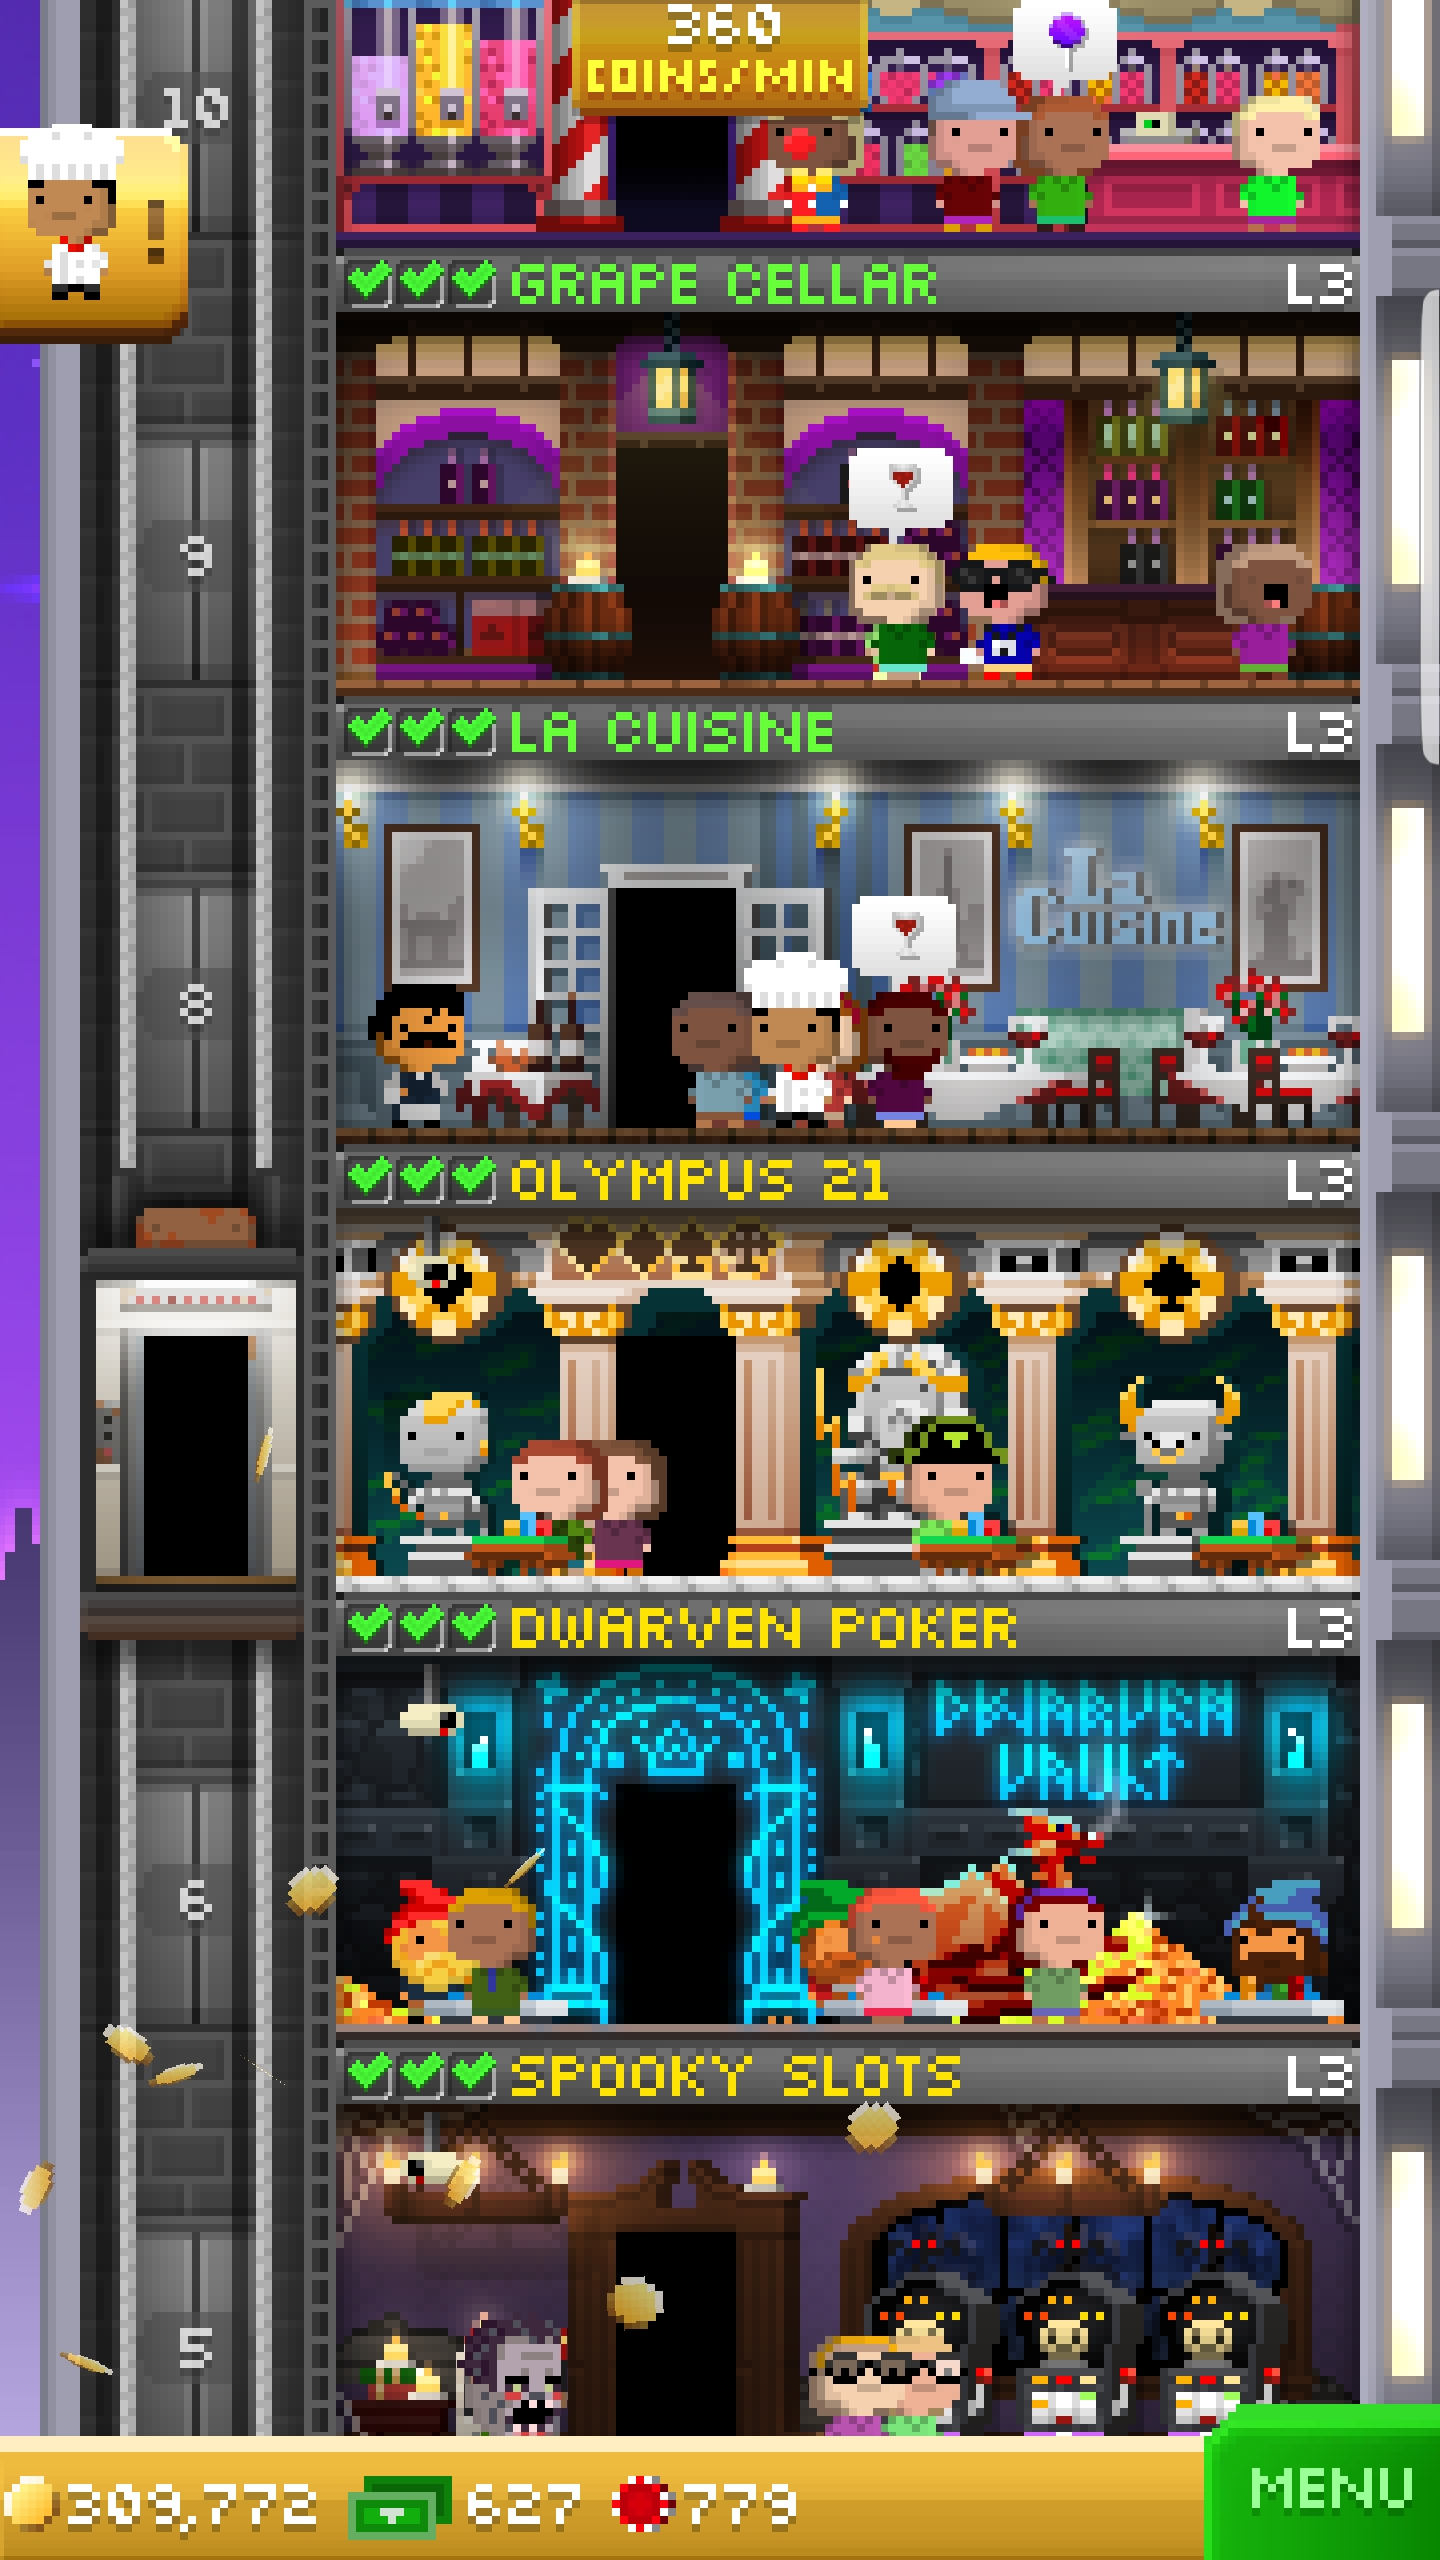 360
COINS/MIN
10
GRAPE CELLAR L3
9
LA CUISINE L3
La
Cuisine
8
OLYMPUS 21 L3
DWARVEN POKER L3
DWARVEN
VAULT
6
SPOOKY SLOTS L3
5
309,772 627 779
MENU